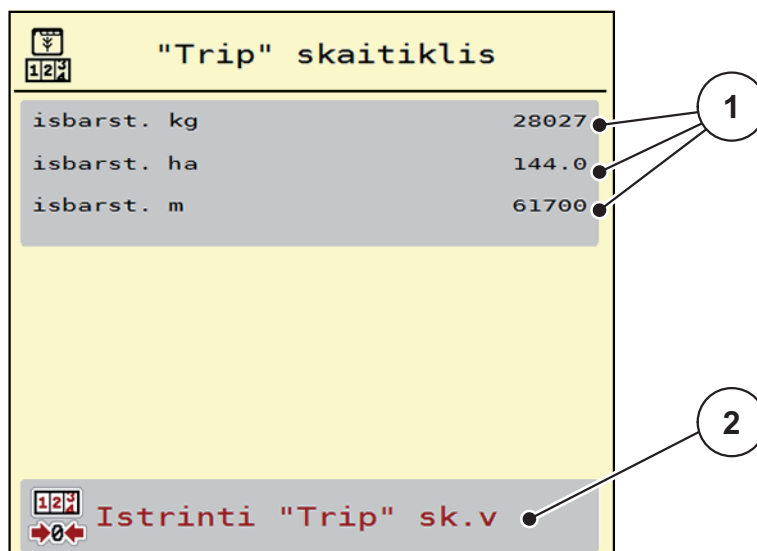 "Trip" skaitiklis
isbarst. kg 28027
isbarst. ha 144.0
isbarst. m 61700
1
2
Istrinti "Trip" sk.v